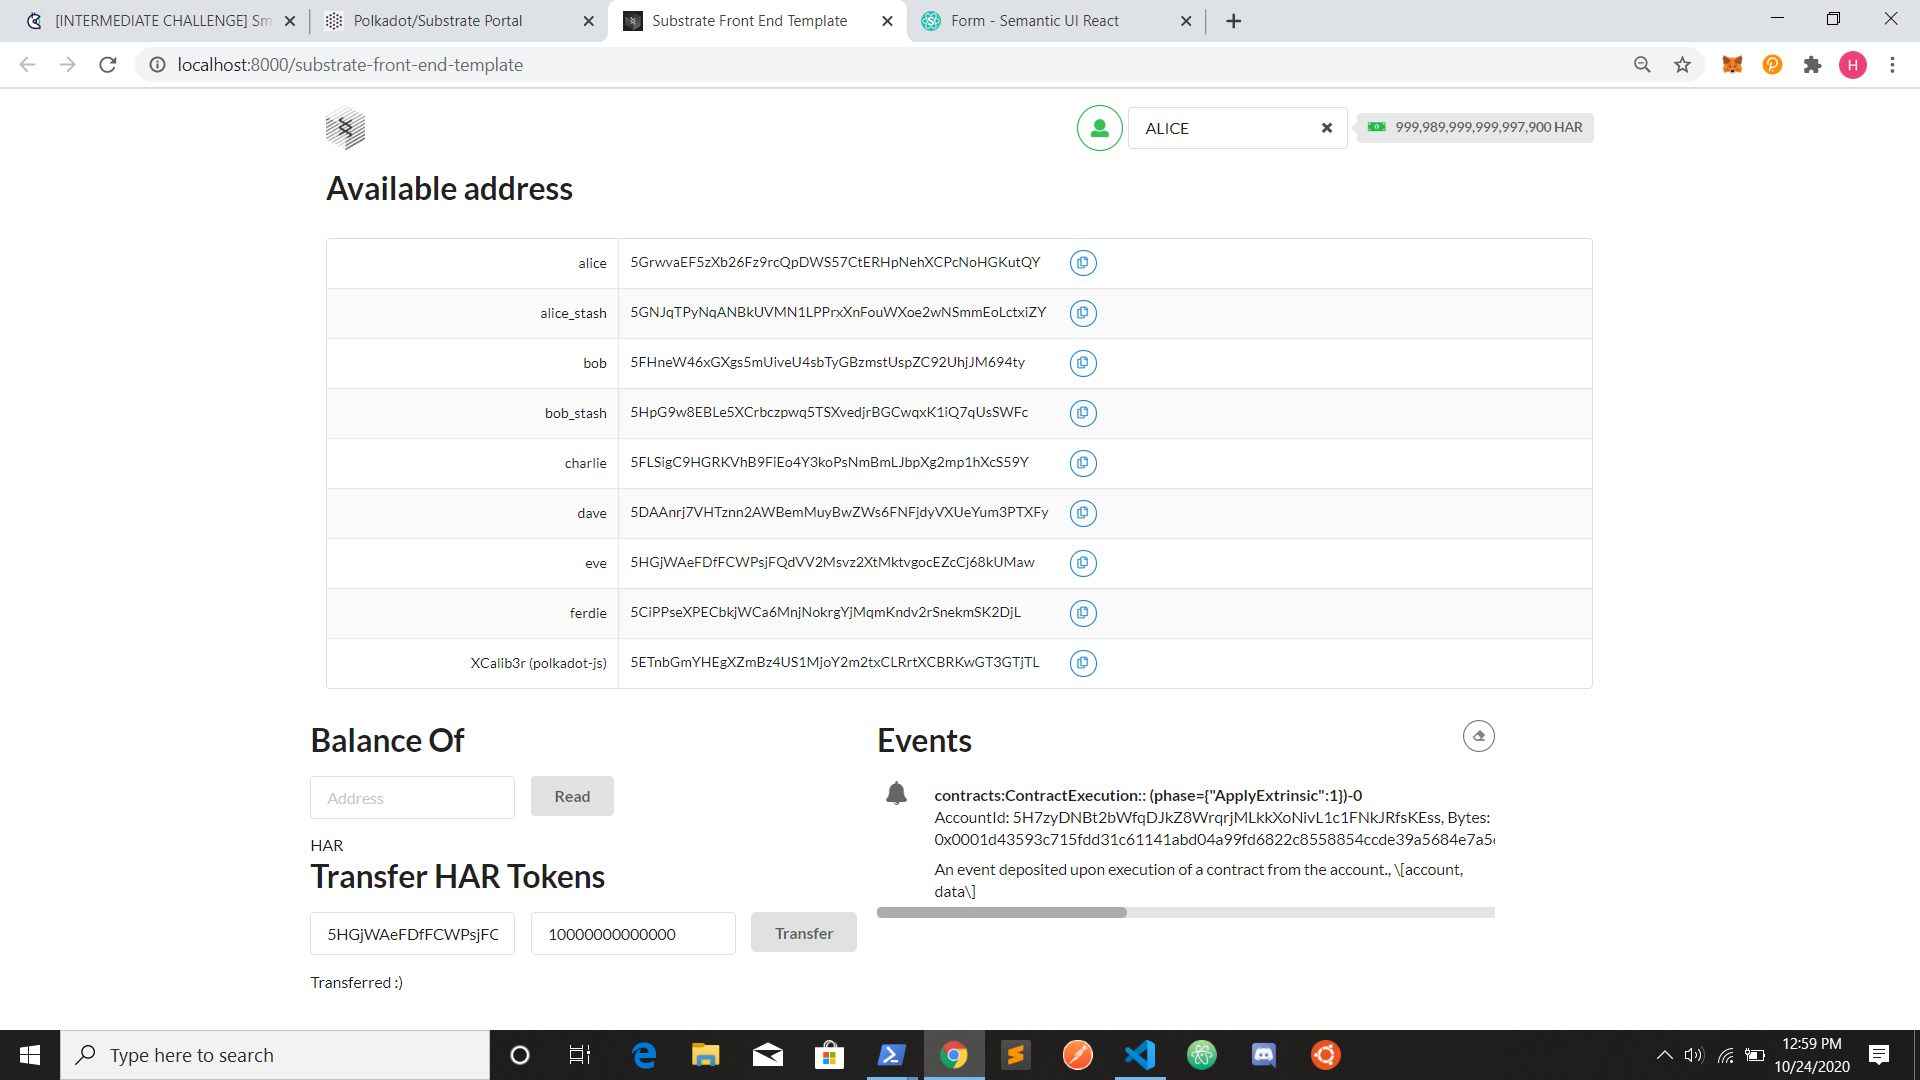 [INTERMEDIATE CHALLENGE] Sm
Polkadot/Substrate Portal
Substrate Front End Template
Form - Semantic UI React
localhost:8000/substrate-front-end-template
H
ALICE
999,989,999,999,997,900 HAR
Available address
alice 5GrwvaEF5zXb26Fz9rcQpDWS57CtERHpNehXCPcNoHGKutQY
alice_stash 5GNJqTPyNqANBkUVMN1LPPrxXnFouWXoe2wNSmmEoLctxiZY
bob 5FHneW46xGXgs5mUiveU4sbTyGBzmstUspZC92UhjJM694ty
bob_stash 5HpG9w8EBLe5XCrbczpwq5TSXvedjrBGCwqxK1iQ7qUsSWFc
charlie 5FLSigC9HGRKVhB9FiEo4Y3koPsNmBmLJbpXg2mp1hXcS59Y
dave 5DAAnrj7VHTznn2AWBemMuyBwZWs6FNFjdyVXUeYum3PTXFy
eve 5HGjWAeFDfFCWPsjFQdVV2Msvz2XtMktvgocEZcCj68kUMaw
ferdie 5CiPPseXPECbkjWCa6MnjNokrgYjMqmKndv2rSnekmSK2DjL
XCalib3r (polkadot-js) 5ETnbGmYHEgXZmBz4US1MjoY2m2txCLRrtXCBRKwGT3GTjTL
Balance Of
Address
Read
HAR
Transfer HAR Tokens
5HGjWAeFDfFCWPsjFC
10000000000000
Transfer
Transferred :)
Events
contracts:ContractExecution:: (phase={"ApplyExtrinsic":1})-0
AccountId: 5H7zyDNBt2bWfqDJkZ8WrqrjMLkkXoNivL1c1FNkJRfsKEss, Bytes:
0x0001d43593c715fdd31c61141abd04a99fd6822c8558854ccde39a5684e7a56
An event deposited upon execution of a contract from the account., \[account,
data\]
Type here to search
12:59 PM
10/24/2020